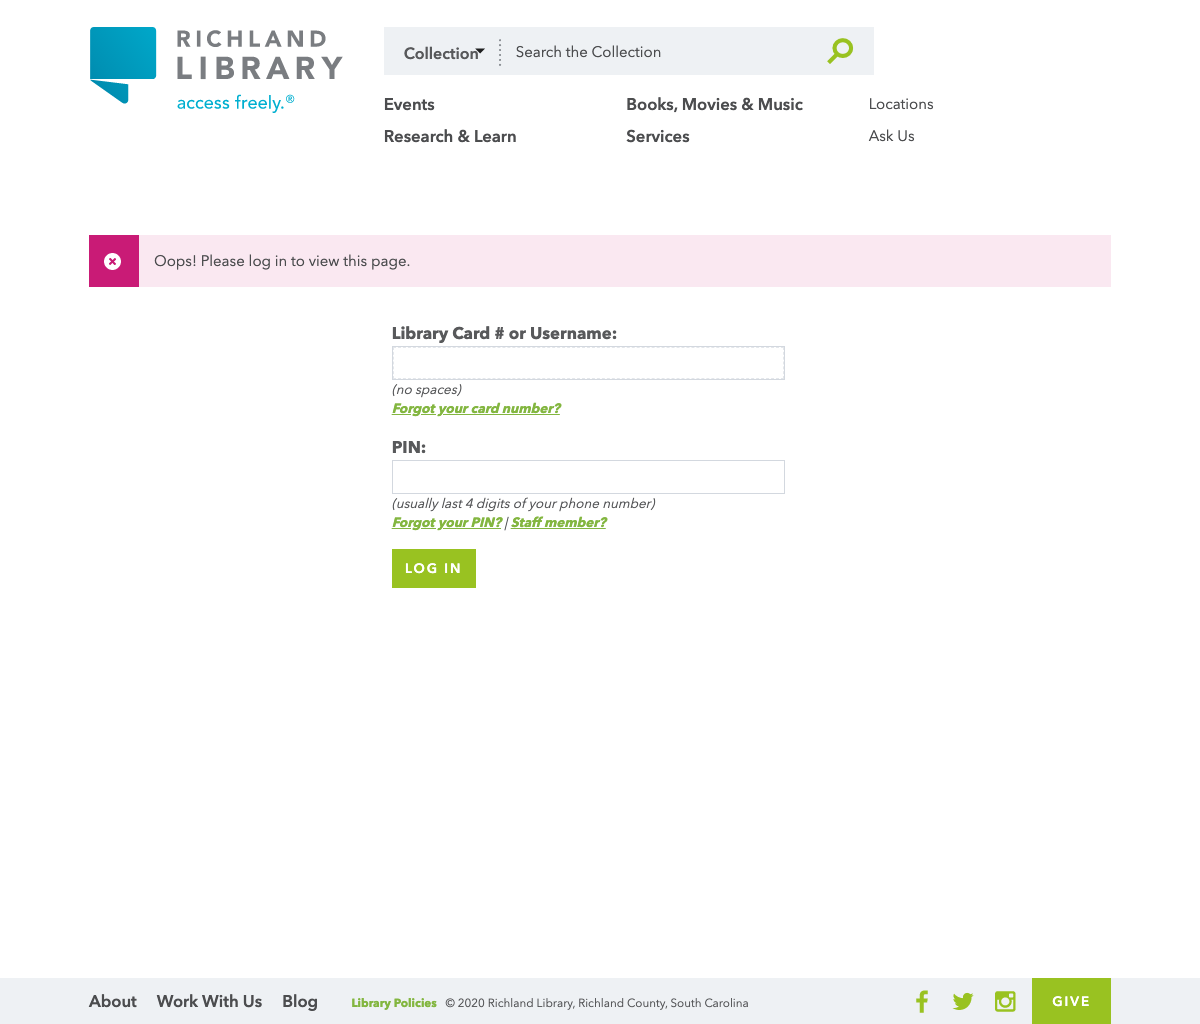 RICHLAND
LIBRARY
access freely.®
Collection
Search the Collection
Events
Books, Movies & Music
Locations
Research & Learn
Services
Ask Us
Oops! Please log in to view this page.
Library Card # or Username:
(no spaces)
Forgot your card number?
PIN:
(usually last 4 digits of your phone number)
Forgot your PIN? | Staff member?
LOG IN
About
Work With Us
Blog
Library Policies
© 2020 Richland Library, Richland County, South Carolina
GIVE